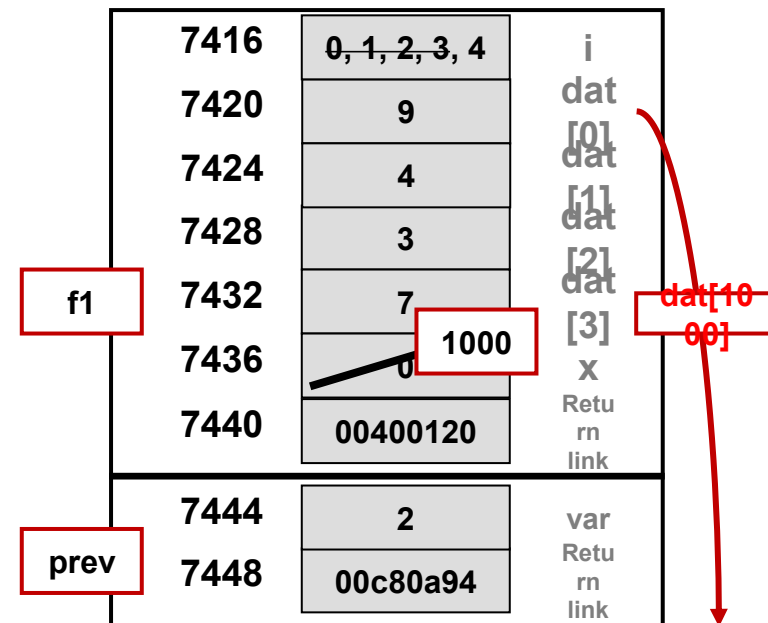 7416 0, 1, 2, 3, 4 i
7420 9 dat
[0]
7424 4 dat
[1]
7428 3 dat
[2]
f1 7432 7 dat
[3]
dat[10
00]
1000
7436 0 x
7440 00400120 Retu
rn
link
7444 2 var
prev 7448 00c80a94 Retu
rn
link